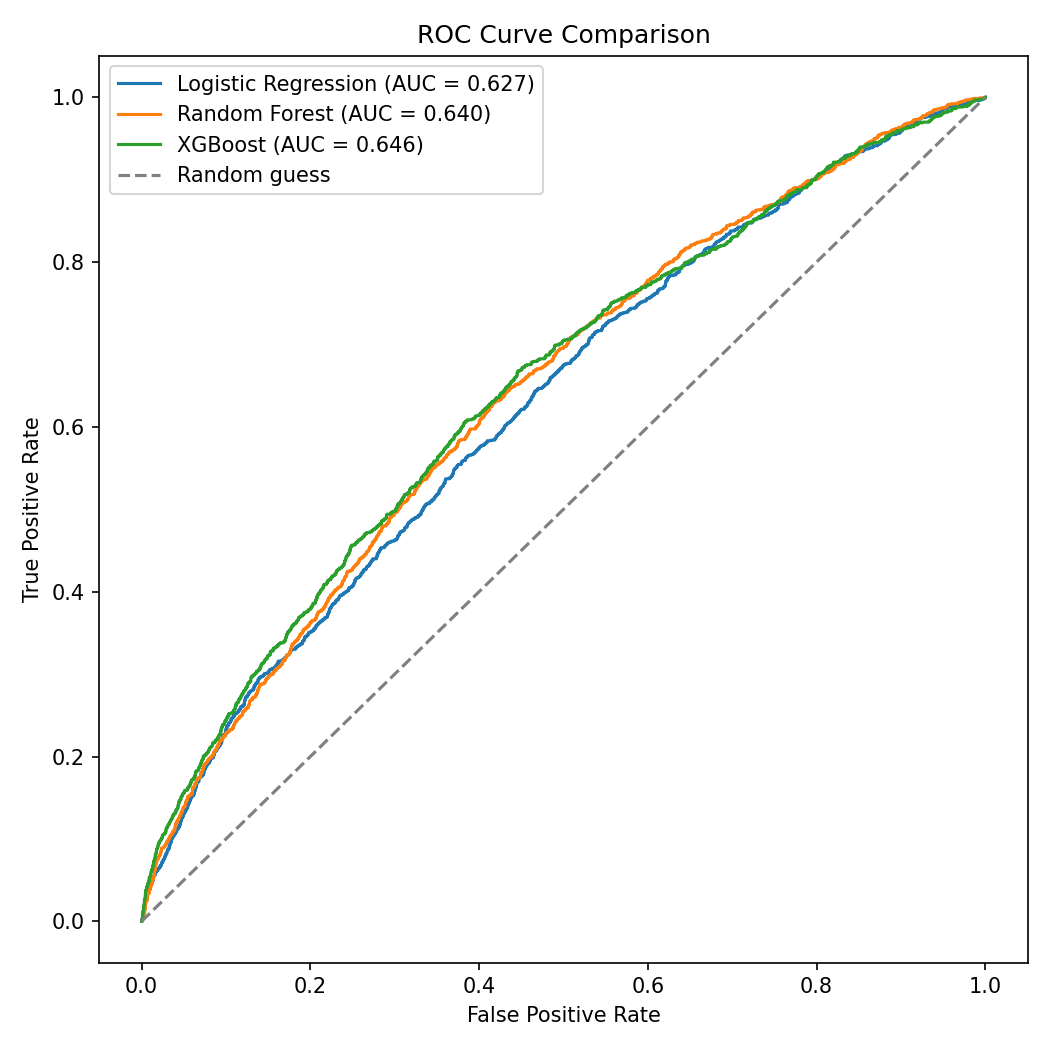 ROC Curve Comparison
Logistic Regression (AUC = 0.627)
Random Forest (AUC = 0.640)
XGBoost (AUC = 0.646)
Random guess
True Positive Rate
1.0
0.8
0.6
0.4
0.2
0.0
0.0 0.2 0.4 0.6 0.8 1.0
False Positive Rate